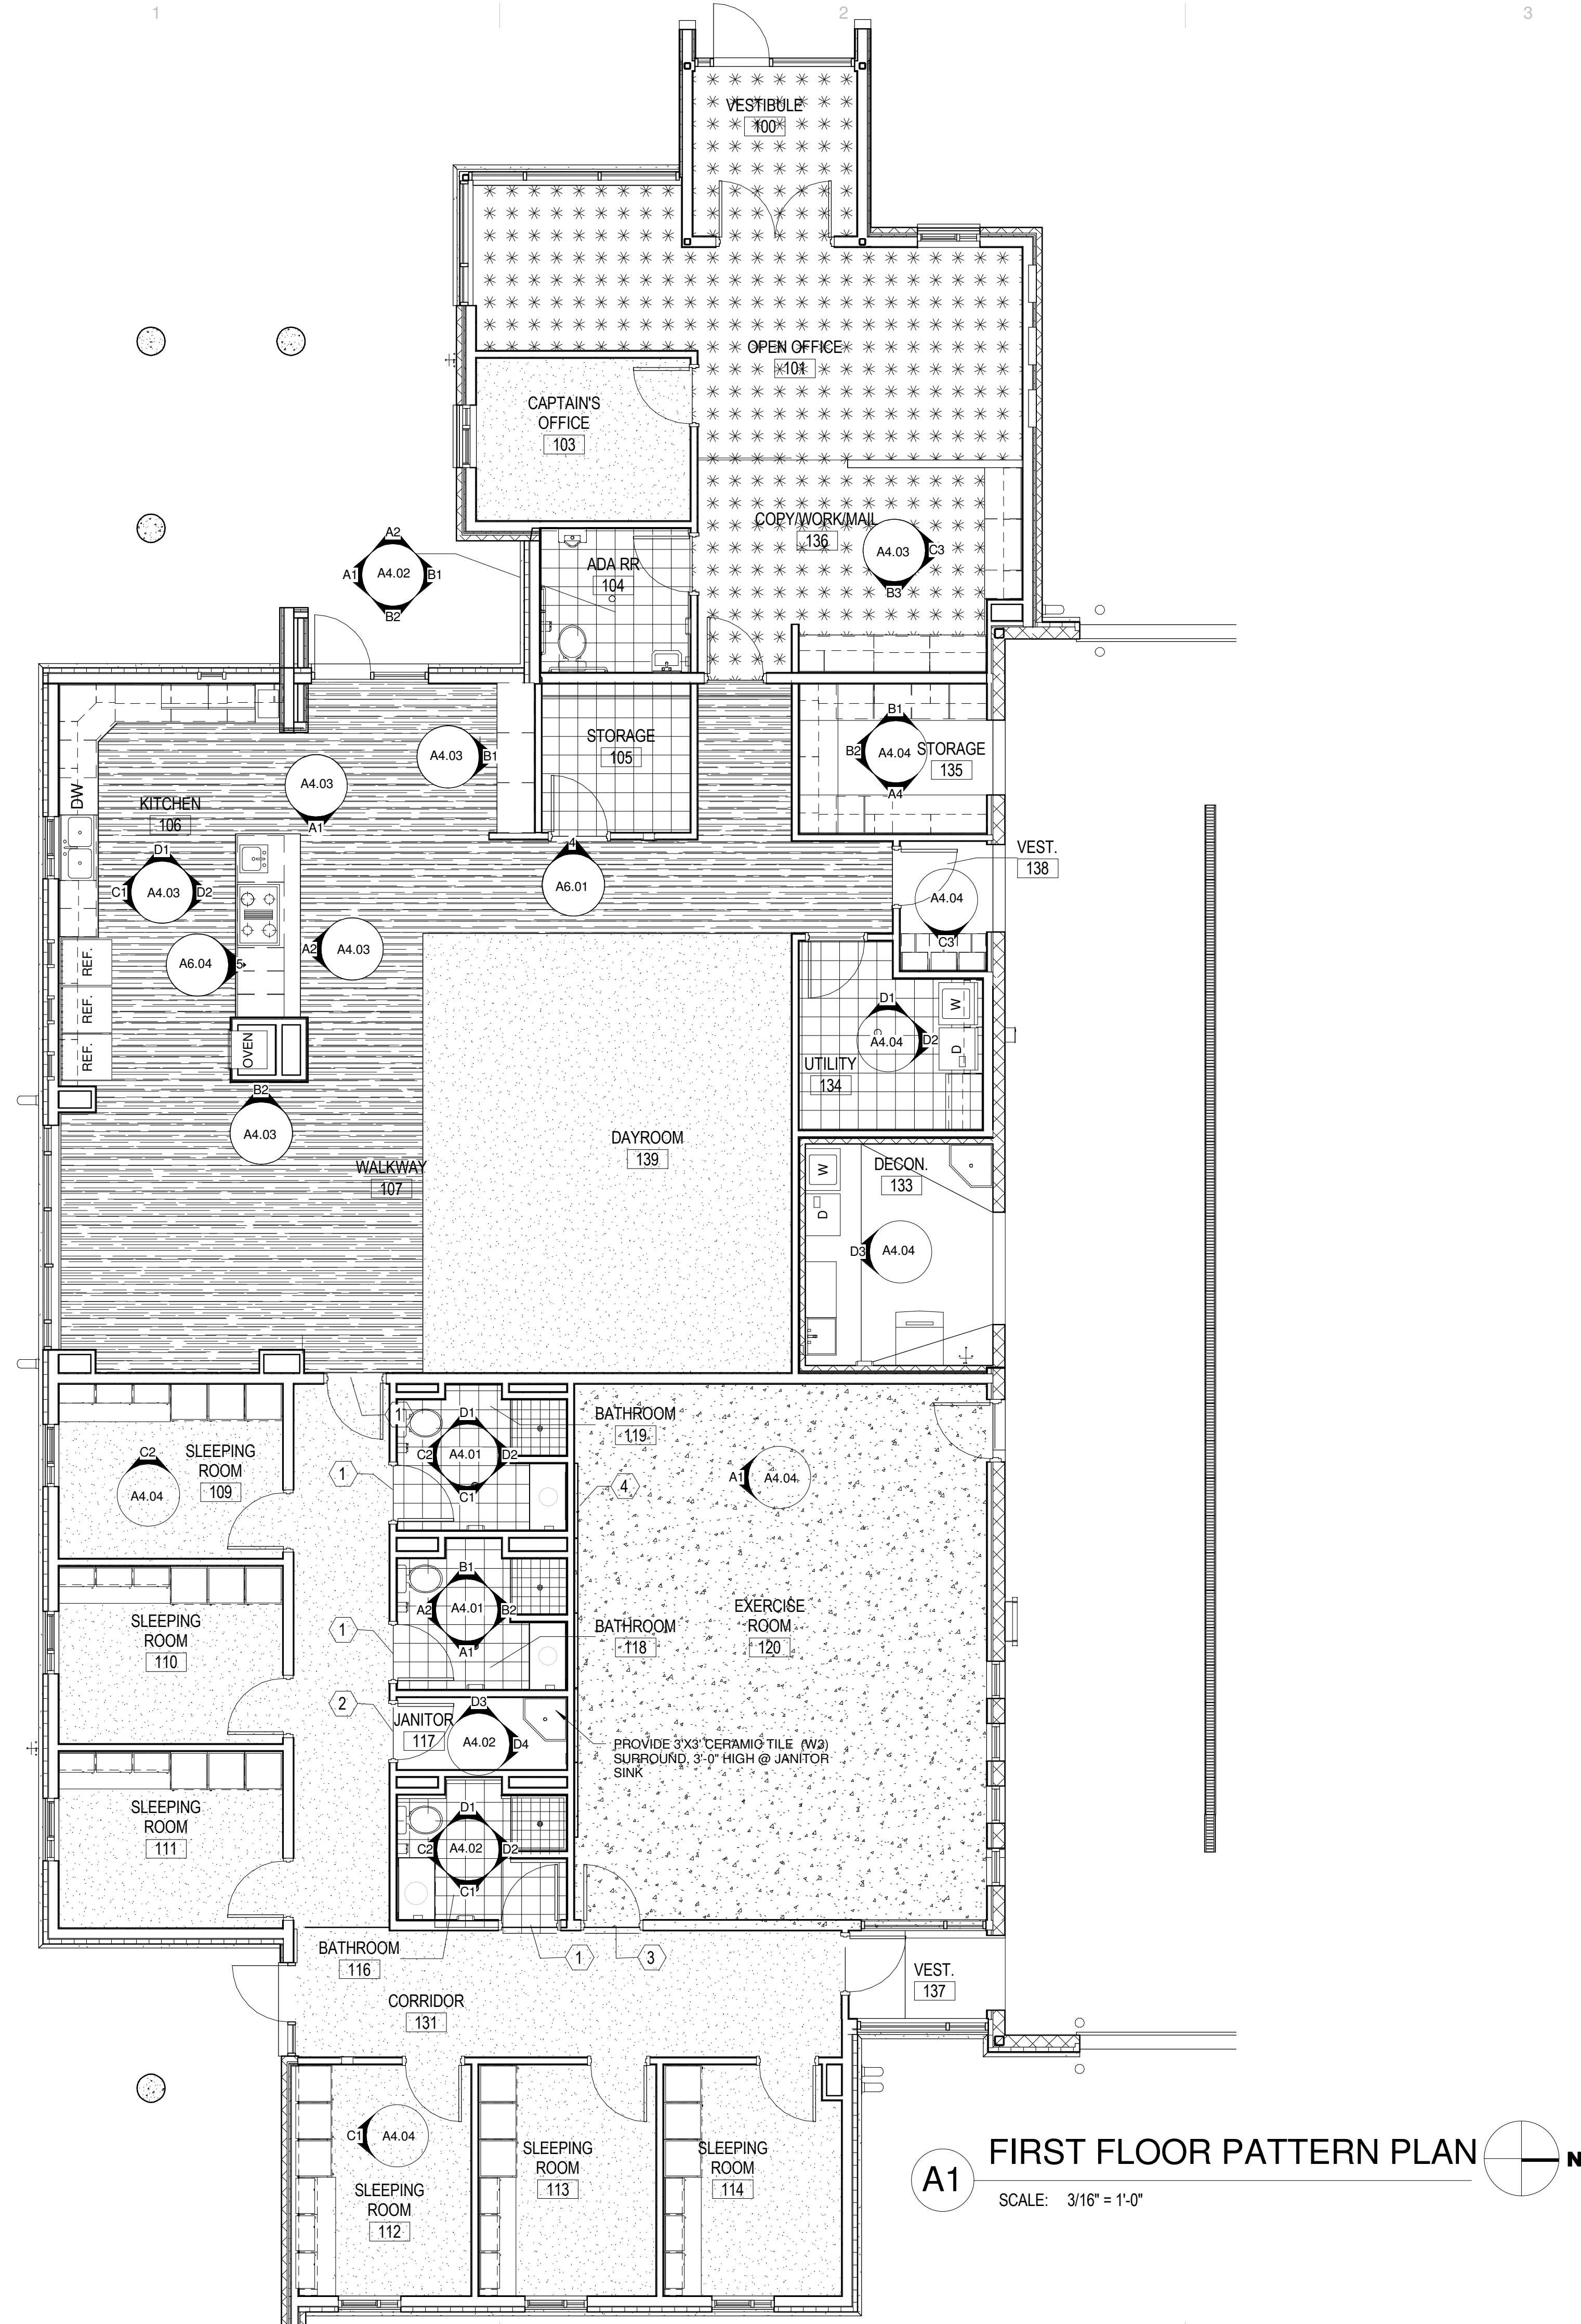 1
2
3
VESTIBULE
100
OPEN OFFICE
101
CAPTAIN'S
OFFICE
103
COPY/WORK/MAIL
136
A4.03
C3
B3
A2
A1
A4.02
B1
B2
ADA RR
104
STORAGE
105
B1
B2
A4.04
A4
STORAGE
135
A4.03
B1
A4.03
A1
DW
KITCHEN
106
D1
C1
A4.03
D2
4
A6.01
VEST.
138
A4.04
C3
A2
A4.03
A6.04
5
REF.
REF.
REF.
OVEN
B2
A4.03
D1
A4.04
D2
W
D
UTILITY
134
DAYROOM
139
WALKWAY
107
W
D
DECON.
133
D3
A4.04
1
D1
C2
A4.01
D2
C1
BATHROOM
119
C2
A4.04
SLEEPING
ROOM
109
1
4
A1
A4.04
B1
A2
A4.01
B2
A1
BATHROOM
118
EXERCISE
ROOM
120
SLEEPING
ROOM
110
1
2
JANITOR
117
D3
A4.02
D4
PROVIDE 3'X3' CERAMIC TILE (W3)
SURROUND, 3'-0" HIGH @ JANITOR
SINK
SLEEPING
ROOM
111
D1
C2
A4.02
D2
C1
BATHROOM
116
1
3
VEST.
137
CORRIDOR
131
C1
A4.04
SLEEPING
ROOM
112
SLEEPING
ROOM
113
SLEEPING
ROOM
114
A1
FIRST FLOOR PATTERN PLAN
SCALE: 3/16" = 1'-0"
N